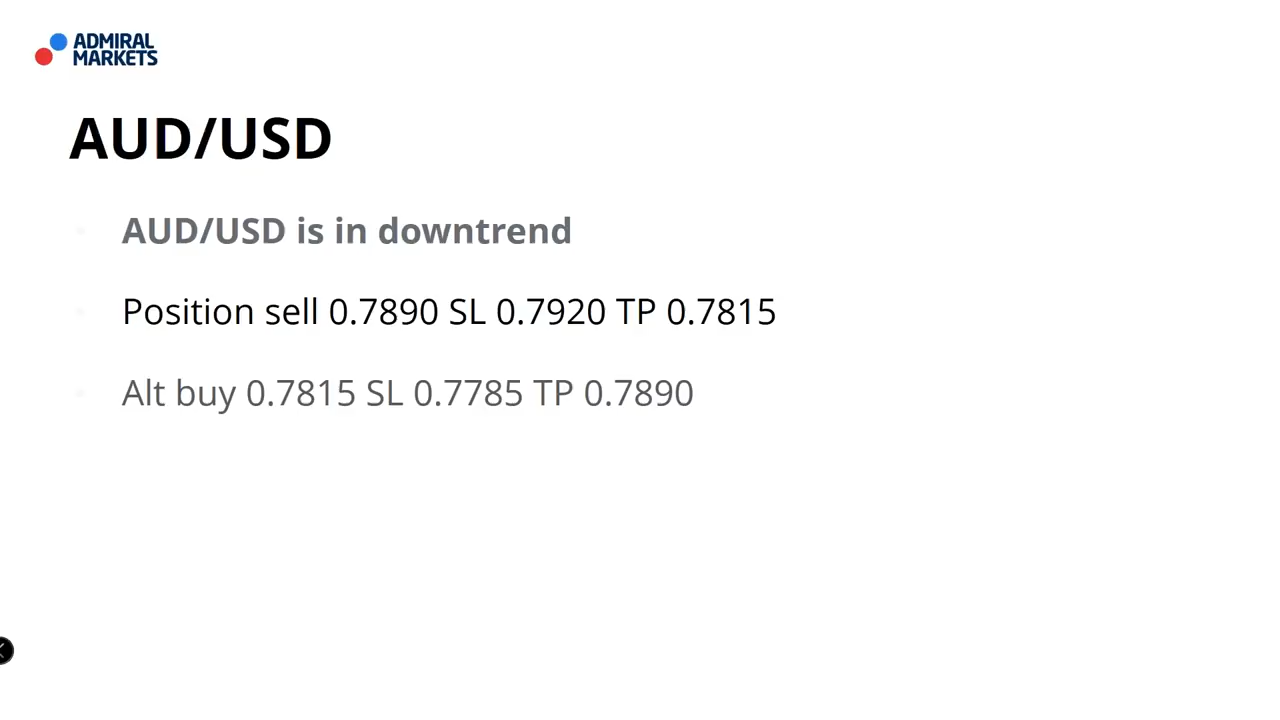 ADMIRAL
MARKETS
AUD/USD
AUD/USD is in downtrend
Position sell 0.7890 SL 0.7920 TP 0.7815
Alt buy 0.7815 SL 0.7785 TP 0.7890